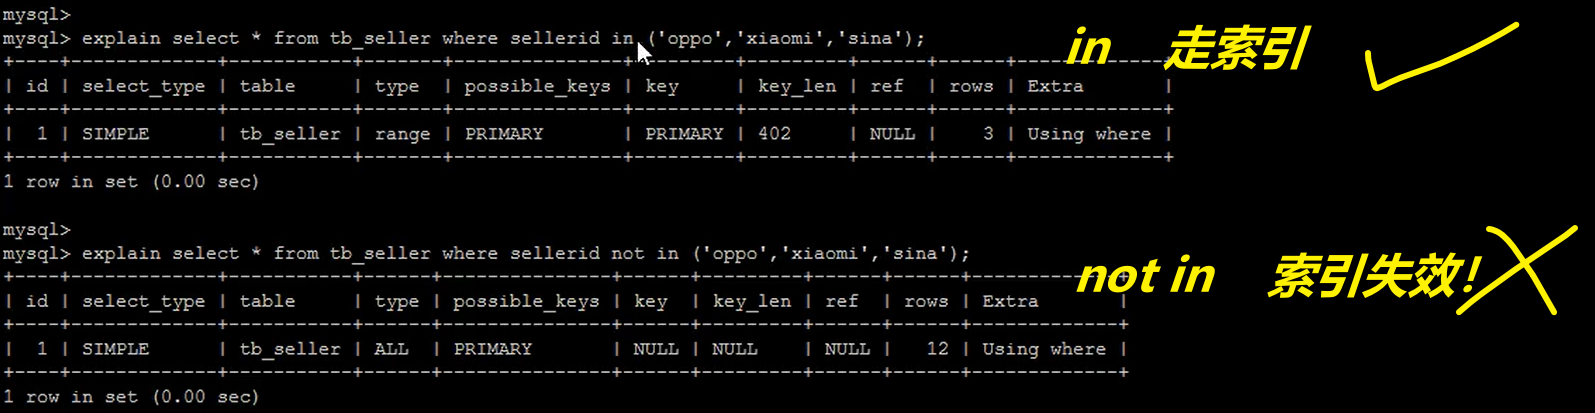 mysql>
mysql> explain select * from tb_seller where sellerid in ('oppo','xiaomi','sina');
in 走索引
+----+-------------+-----------+-------+---------------+---------+---------+------+------+-------------+
| id | select_type | table     | type  | possible_keys | key     | key_len | ref  | rows | Extra       |
+----+-------------+-----------+-------+---------------+---------+---------+------+------+-------------+
|  1 | SIMPLE      | tb_seller | range | PRIMARY       | PRIMARY | 402     | NULL |    3 | Using where |
+----+-------------+-----------+-------+---------------+---------+---------+------+------+-------------+
1 row in set (0.00 sec)
mysql>
mysql> explain select * from tb_seller where sellerid not in ('oppo','xiaomi','sina');
not in 索引失效!
+----+-------------+-----------+------+---------------+------+---------+------+------+-------------+
| id | select_type | table     | type | possible_keys | key  | key_len | ref  | rows | Extra       |
+----+-------------+-----------+------+---------------+------+---------+------+------+-------------+
|  1 | SIMPLE      | tb_seller | ALL  | PRIMARY       | NULL | NULL    | NULL |   12 | Using where |
+----+-------------+-----------+------+---------------+------+---------+------+------+-------------+
1 row in set (0.00 sec)